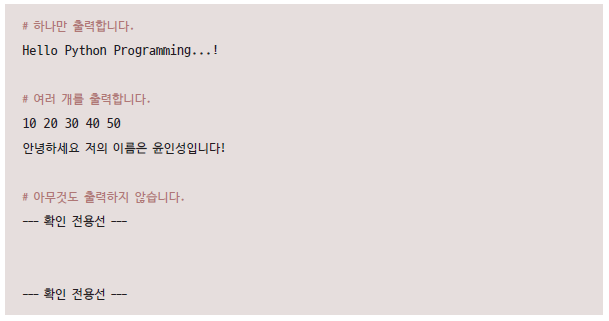 # 하나만 출력합니다.
Hello Python Programming...!
# 여러 개를 출력합니다.
10 20 30 40 50
안녕하세요 저의 이름은 윤인성입니다!
# 아무것도 출력하지 않습니다.
--- 확인 전용선 ---
--- 확인 전용선 ---